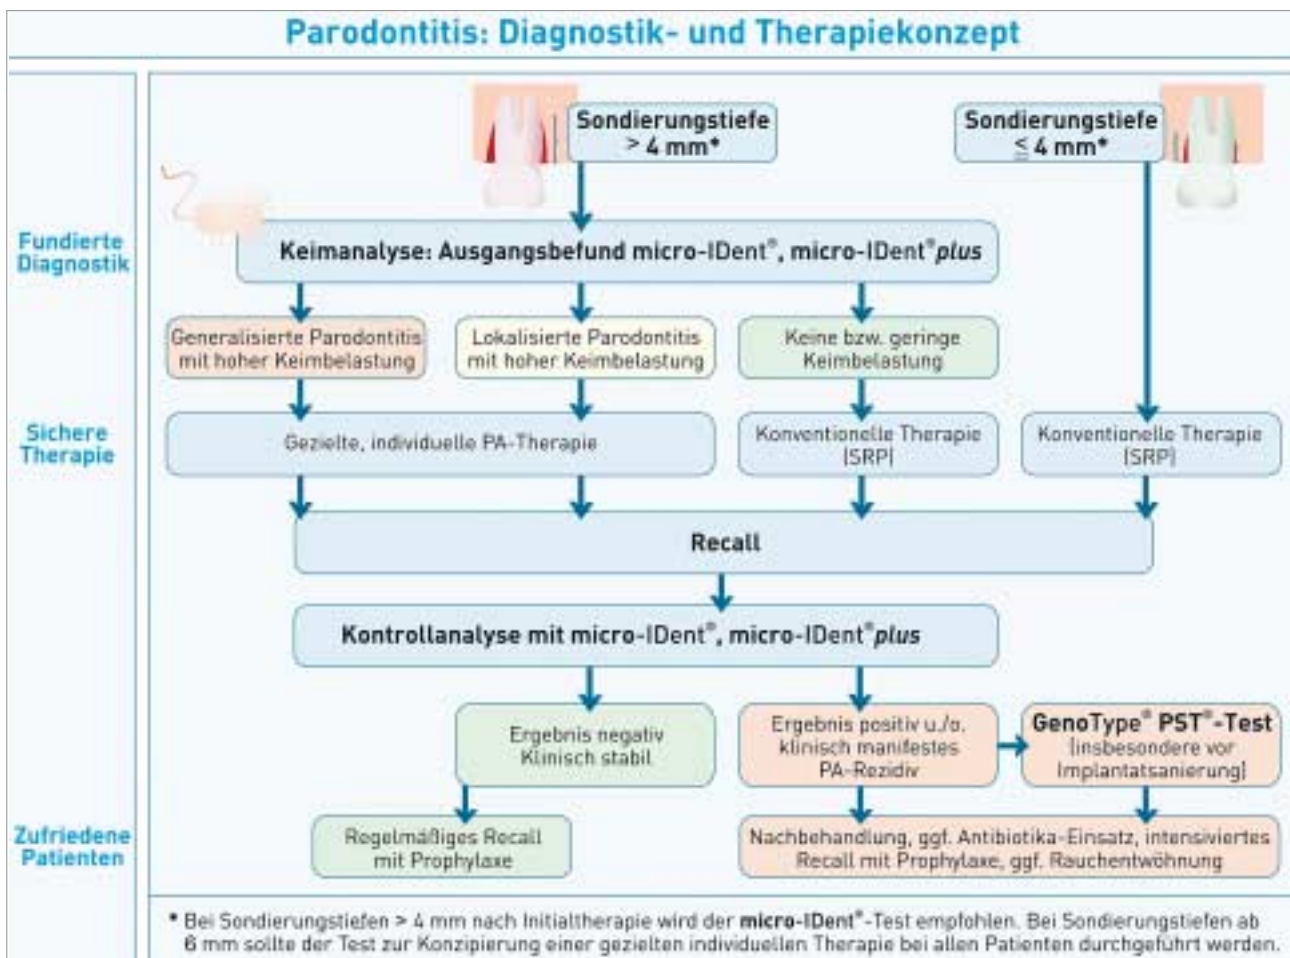 Parodontitis: Diagnostik- und Therapiekonzept
Sondierungstiefe
> 4 mm*
Sondierungstiefe
≤ 4 mm*
Fundierte
Diagnostik
Keimanalyse: Ausgangsbefund micro-IDent®, micro-IDent®plus
Generalisierte Parodontitis
mit hoher Keimbelastung
Lokalisierte Parodontitis
mit hoher Keimbelastung
Keine bzw. geringe
Keimbelastung
Sichere
Therapie
Gezielte, individuelle PA-Therapie
Konventionelle Therapie
(SRP)
Konventionelle Therapie
(SRP)
Recall
Kontrollanalyse mit micro-IDent®, micro-IDent®plus
Ergebnis negativ
Klinisch stabil
Ergebnis positiv u./o.
klinisch manifestes
PA-Rezidiv
GenoType® PST®-Test
(insbesondere vor
Implantatsanierung)
Zufriedene
Patienten
Regelmäßiges Recall
mit Prophylaxe
Nachbehandlung, ggf. Antibiotika-Einsatz, intensiviertes
Recall mit Prophylaxe, ggf. Rauchentwöhnung
* Bei Sondierungstiefen > 4 mm nach Initialtherapie wird der micro-IDent®-Test empfohlen. Bei Sondierungstiefen ab
6 mm sollte der Test zur Konzipierung einer gezielten individuellen Therapie bei allen Patienten durchgeführt werden.